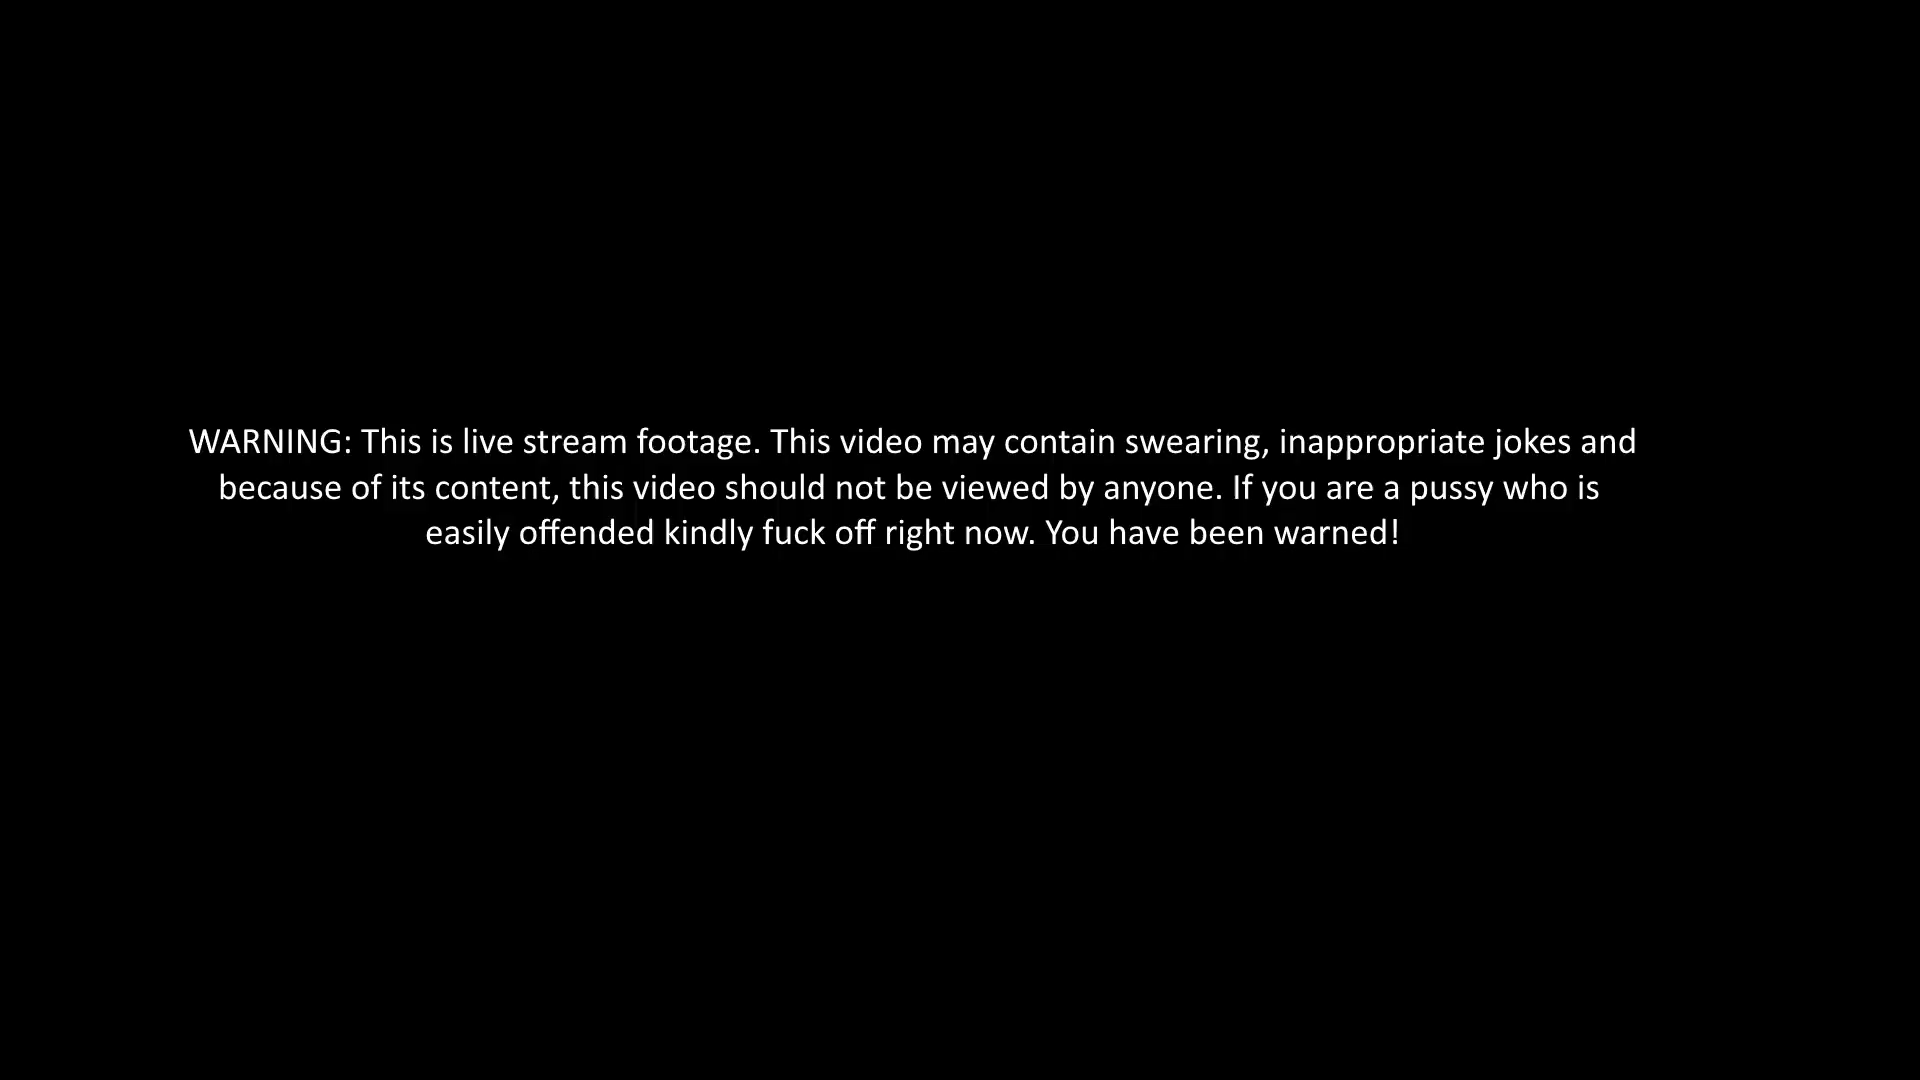 WARNING: This is live stream footage. This video may contain swearing, inappropriate jokes and
because of its content, this video should not be viewed by anyone. If you are a pussy who is
easily offended kindly fuck off right now. You have been warned!